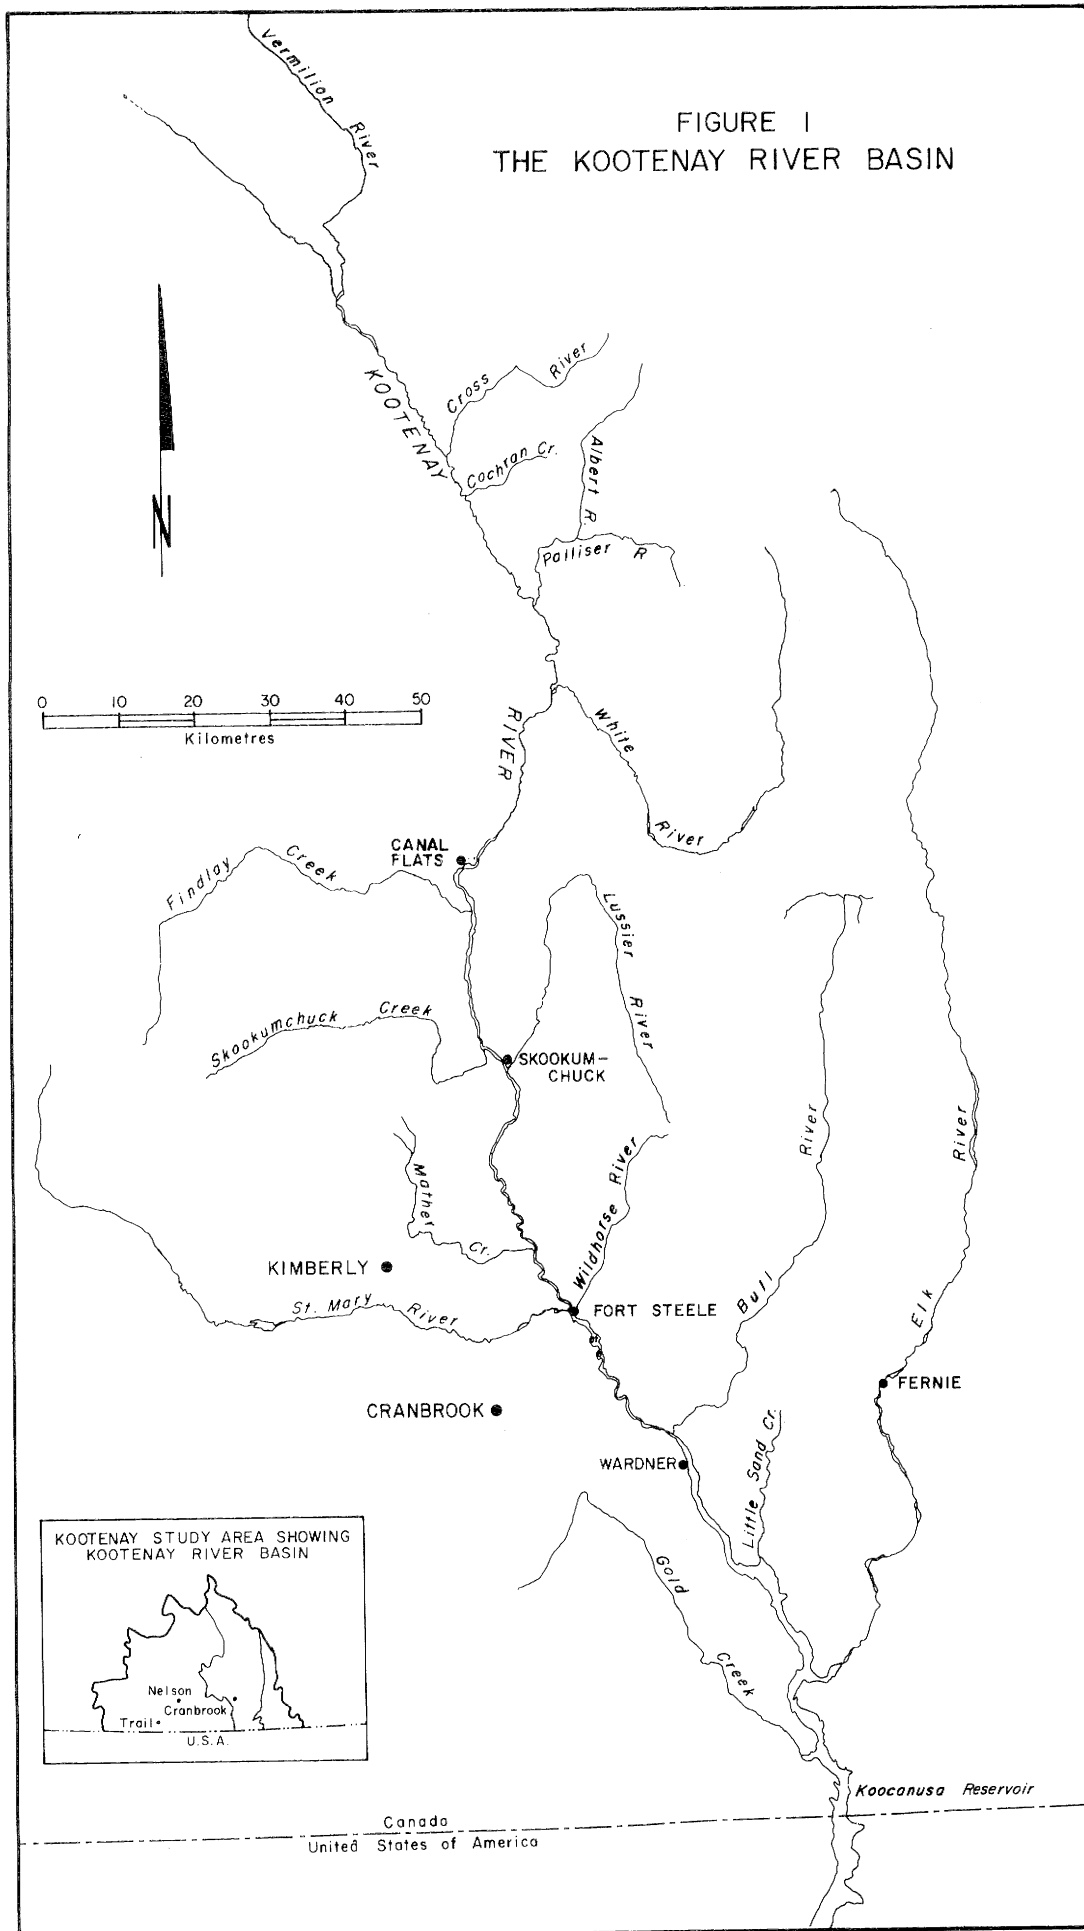 FIGURE 1
THE KOOTENAY RIVER BASIN
Vermilion River
KOOTENAY
Cross River
Cochran Cr.
Albert R.
Palliser R
N
0 10 20 30 40 50
Kilometres
RIVER
White River
CANAL
FLATS
Findlay Creek
Lussier River
Skookumchuck Creek
SKOOKUM-
CHUCK
Mather Cr.
Wildhorse River
River
River
KIMBERLY
St. Mary River
FORT STEELE
Bull
Elk
FERNIE
CRANBROOK
WARDNER
Little Sand Cr.
Gold Creek
KOOTENAY STUDY AREA SHOWING
KOOTENAY RIVER BASIN
Nelson
Cranbrook
Trail
U.S.A.
Koocanusa Reservoir
Canada
United States of America